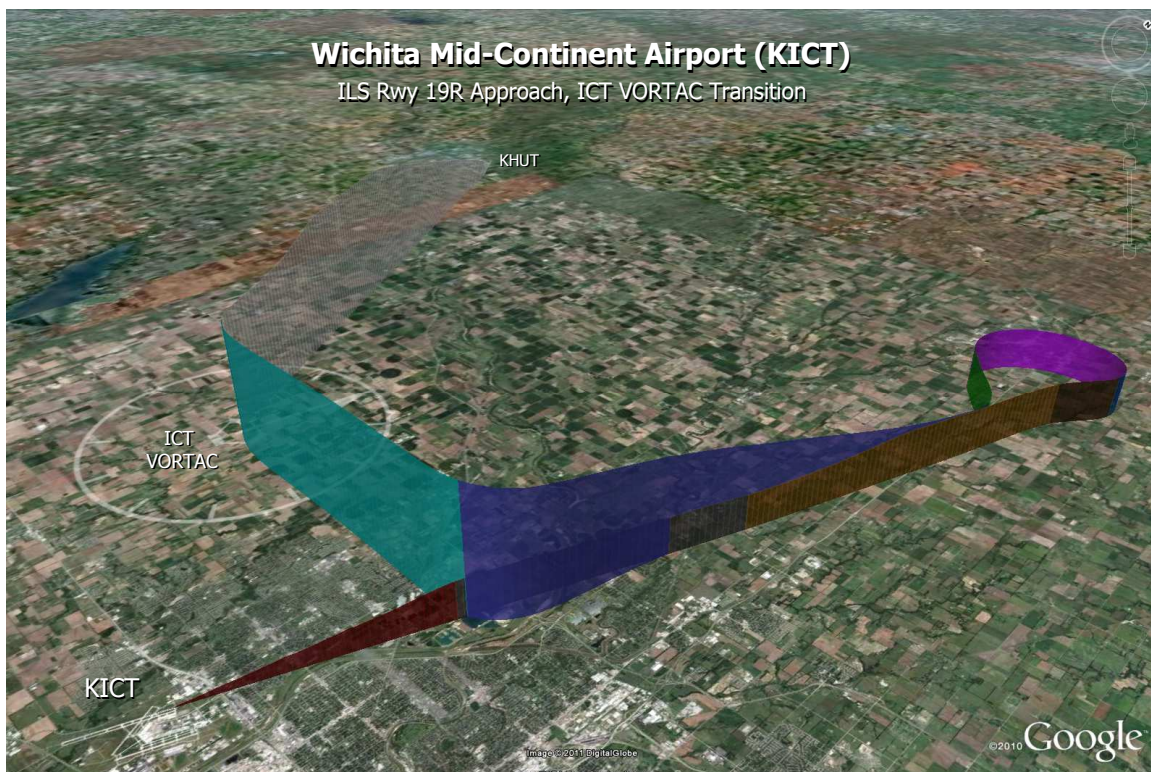 Wichita Mid-Continent Airport (KICT)
ILS Rwy 19R Approach, ICT VORTAC Transition
KHUT
ICT
VORTAC
KICT
Image © 2011 DigitalGlobe
©2010 Google